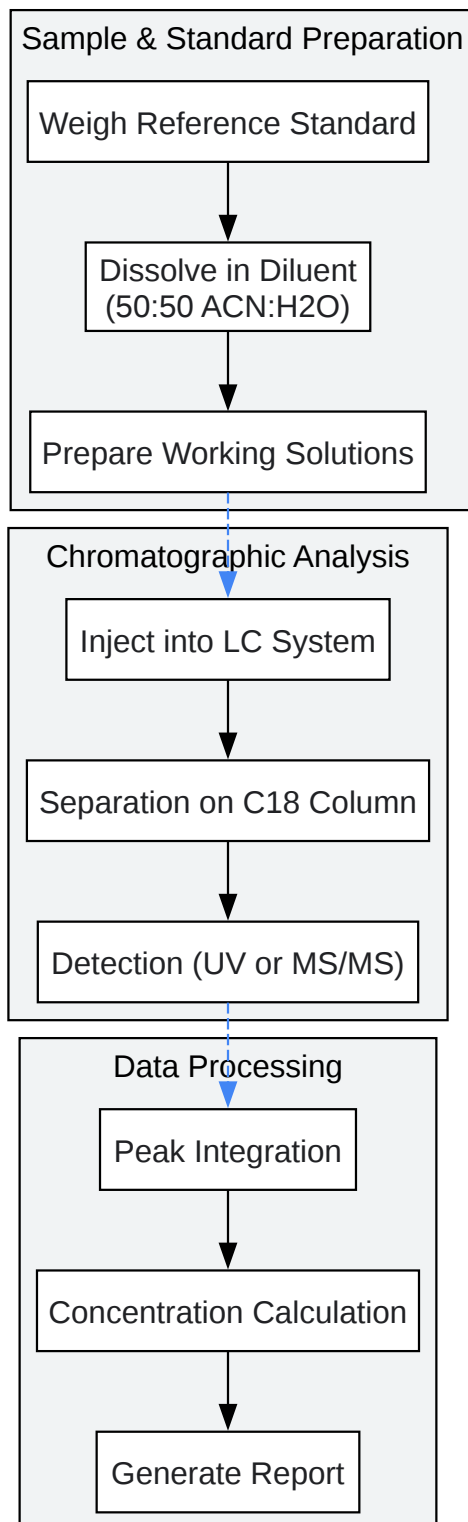 Sample & Standard Preparation
Weigh Reference Standard
Dissolve in Diluent
(50:50 ACN:H2O)
Prepare Working Solutions
Chromatographic Analysis
Inject into LC System
Separation on C18 Column
Detection (UV or MS/MS)
Data Processing
Peak Integration
Concentration Calculation
Generate Report